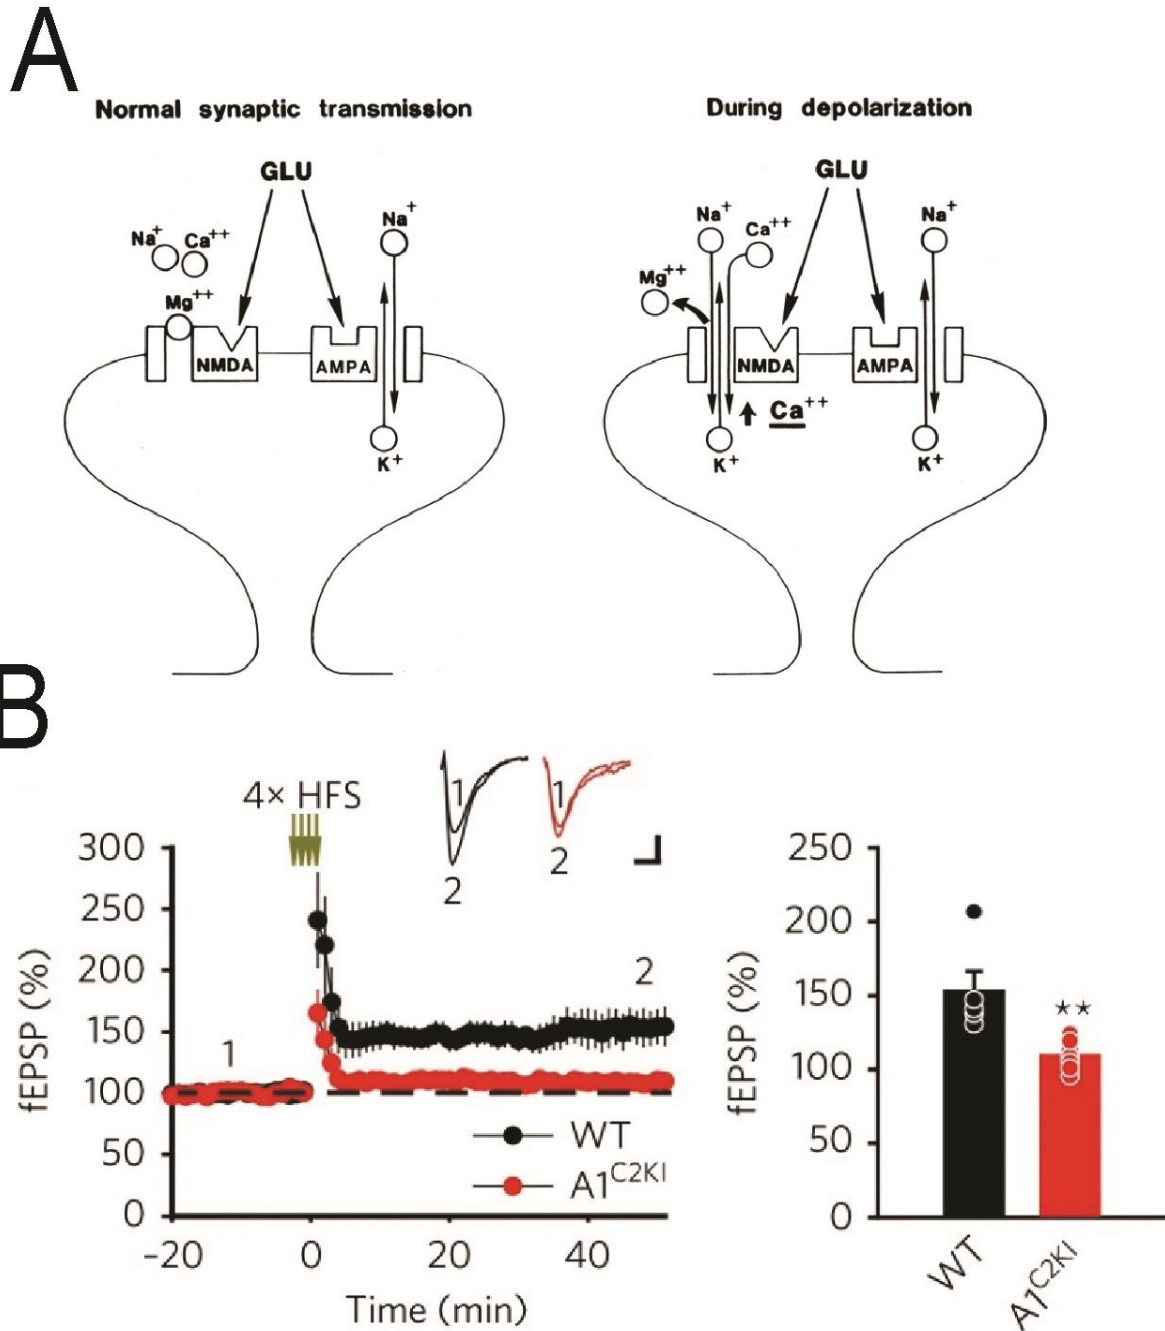 A
Normal synaptic transmission
During depolarization
GLU
GLU
Na+
Na+ Ca++
Mg++
NMDA
AMPA
K+
Na+
Ca++
Na+
Mg++
NMDA
AMPA
Ca++
K+
K+
B
4× HFS
1
2
1
2
300
250
200
150
100
50
0
fEPSP (%)
1
2
WT
A1C2KI
−20 0 20 40
Time (min)
250
200
150
100
50
0
fEPSP (%)
**
WT
A1C2KI